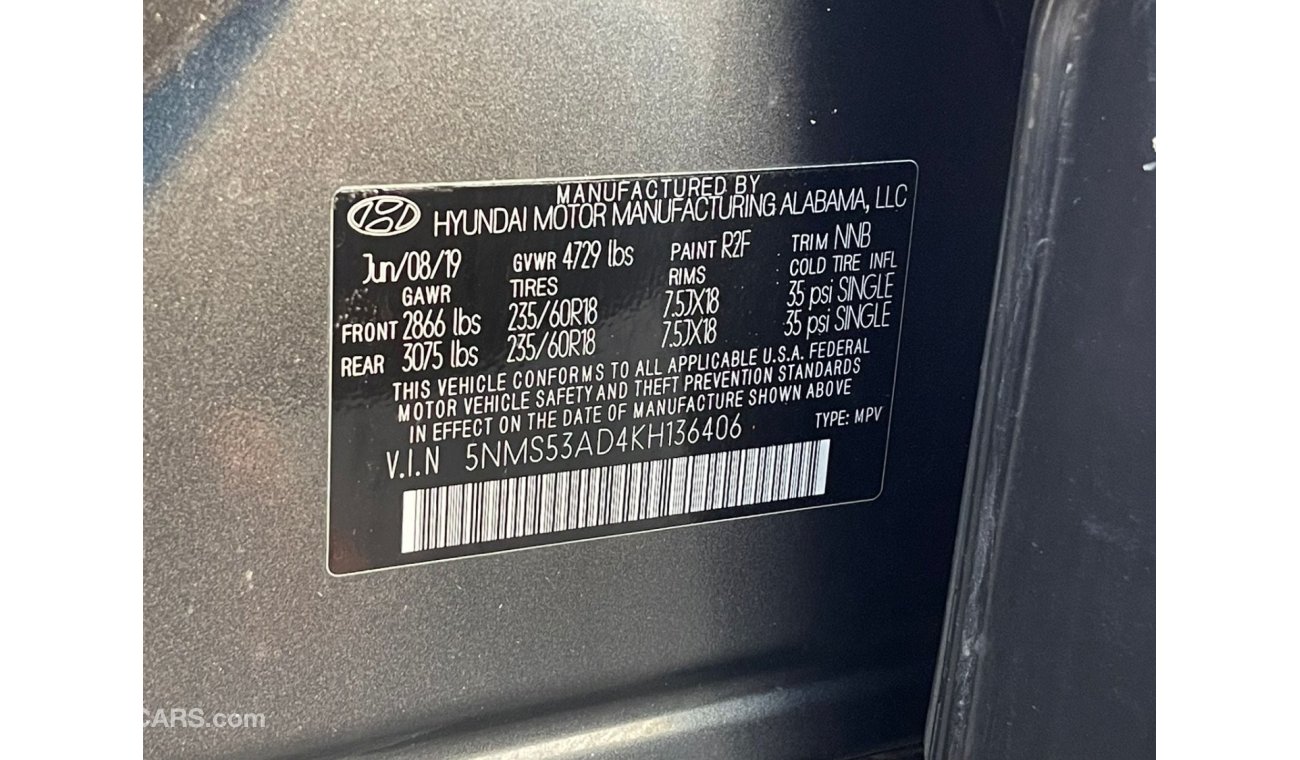 MANUFACTURED BY
HYUNDAI MOTOR MANUFACTURING ALABAMA, LLC
Jun/08/19 GVWR 4729 lbs PAINT R2F TRIM NNB
GAWR TIRES RIMS COLD TIRE INFL
FRONT 2866 lbs 235/60R18 7.5JX18 35 psi SINGLE
REAR 3075 lbs 235/60R18 7.5JX18 35 psi SINGLE
THIS VEHICLE CONFORMS TO ALL APPLICABLE U.S.A. FEDERAL
MOTOR VEHICLE SAFETY AND THEFT PREVENTION STANDARDS
IN EFFECT ON THE DATE OF MANUFACTURE SHOWN ABOVE
V.I.N 5NMS53AD4KH136406 TYPE: MPV
CARS.com